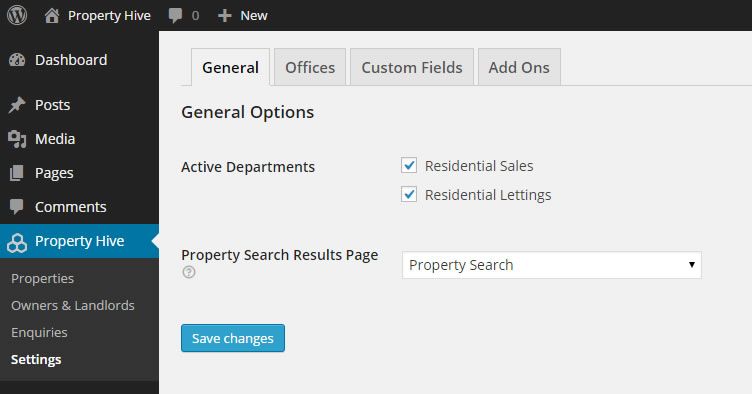 Property Hive 0 New
Dashboard
Posts
Media
Pages
Comments
Property Hive
Properties
Owners & Landlords
Enquiries
Settings
General Offices Custom Fields Add Ons
General Options
Active Departments Residential Sales
Residential Lettings
Property Search Results Page
Property Search
Save changes